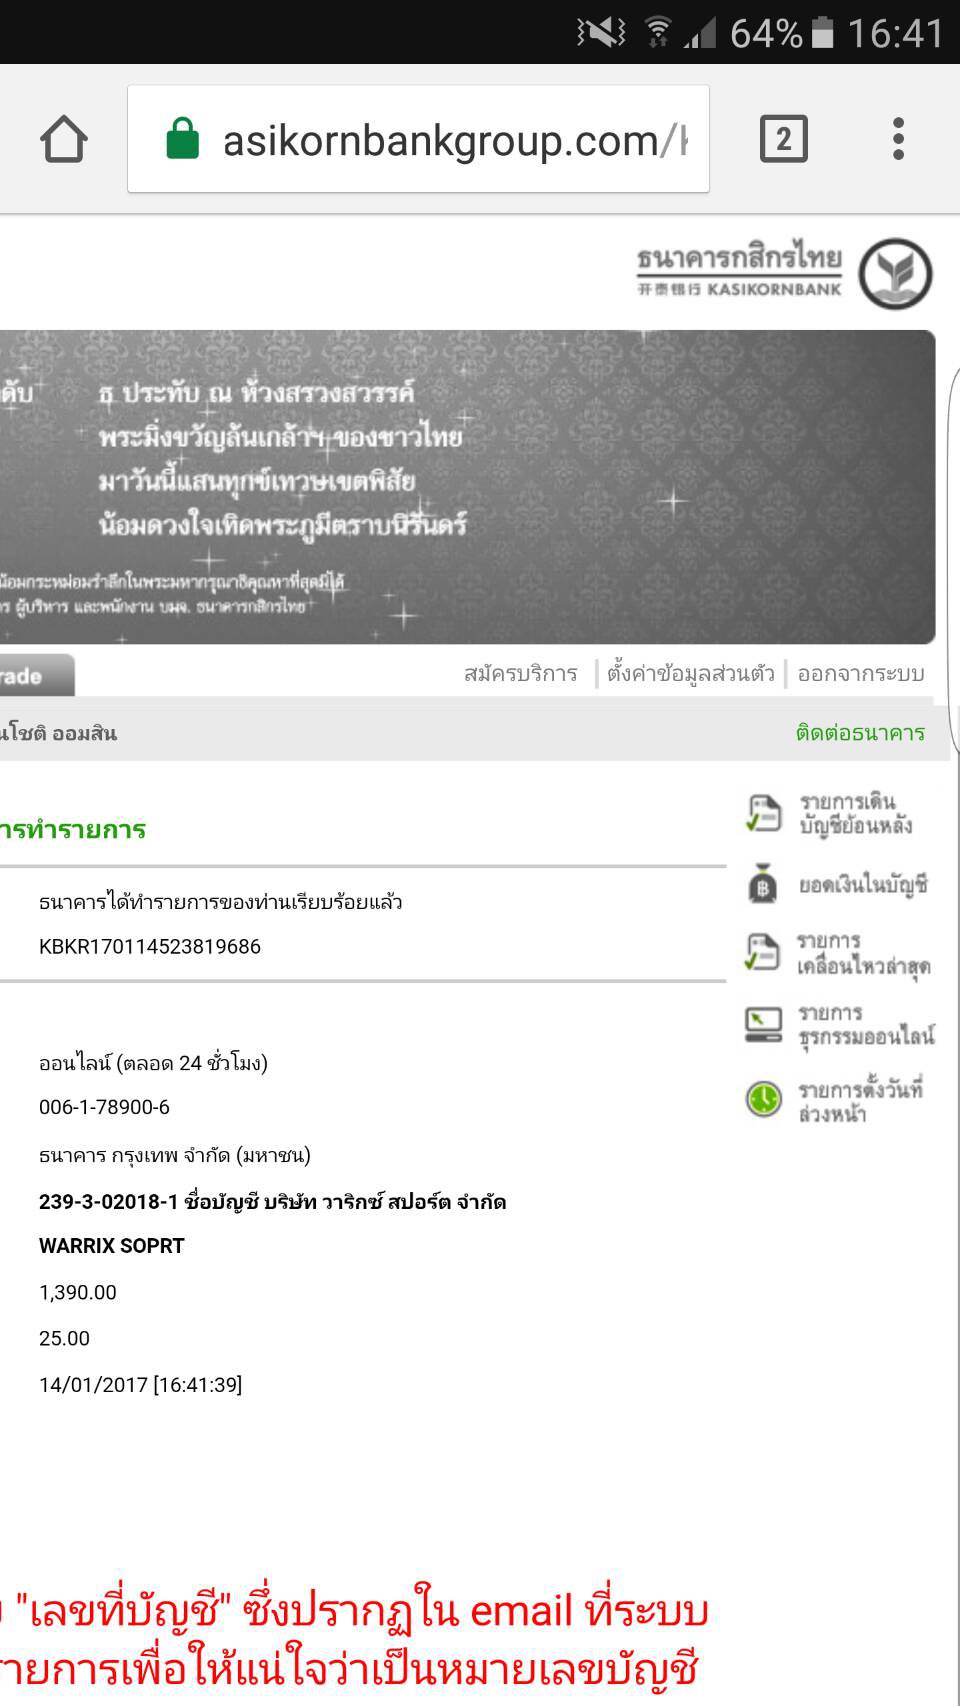 64% 16:41
asikornbankgroup.com/
2
ธนาคารกสิกรไทย
开泰银行 KASIKORNBANK
ธ ประทับ ณ ห้วงสรวงสวรรค์
พระมิ่งขวัญล้นเกล้าฯ ของชาวไทย
มาวันนี้แสนทุกข์เทวษเขตพิสัย
น้อมดวงใจเทิดพระภูมีตราบนิรันดร์
น้อมกระหม่อมรำลึกในพระมหากรุณาธิคุณหาที่สุดมิได้
ร ผู้บริหาร และพนักงาน บมจ. ธนาคารกสิกรไทย
rade
สมัครบริการ | ตั้งค่าข้อมูลส่วนตัว | ออกจากระบบ
นโชติ ออมสิน
ติดต่อธนาคาร
ารทำรายการ
ธนาคารได้ทำรายการของท่านเรียบร้อยแล้ว
KBKR170114523819686
ออนไลน์ (ตลอด 24 ชั่วโมง)
006-1-78900-6
ธนาคาร กรุงเทพ จำกัด (มหาชน)
239-3-02018-1 ชื่อบัญชี บริษัท วาริกซ์ สปอร์ต จำกัด
WARRIX SOPRT
1,390.00
25.00
14/01/2017 [16:41:39]
รายการเดิน
บัญชีย้อนหลัง
ยอดเงินในบัญชี
รายการ
เคลื่อนไหวล่าสุด
รายการ
ธุรกรรมออนไลน์
รายการตั้งวันที่
ล่วงหน้า
"เลขที่บัญชี" ซึ่งปรากฏใน email ที่ระบบ
รายการเพื่อให้แน่ใจว่าเป็นหมายเลขบัญชี